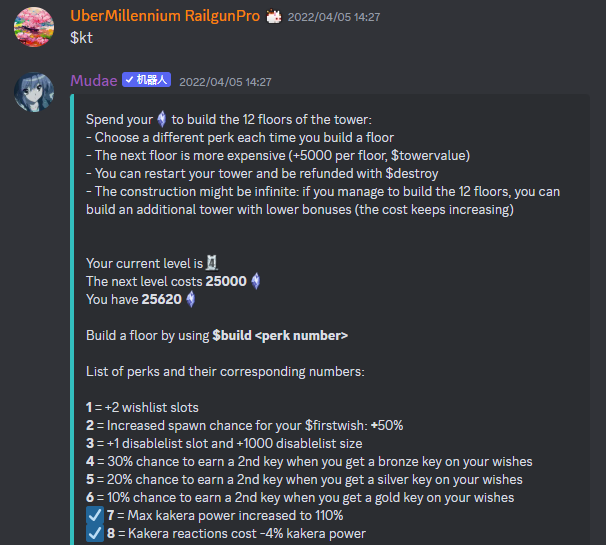 UberMillennium RailgunPro 2022/04/05 14:27
$kt
Mudae ✓ 机器人 2022/04/05 14:27
Spend your to build the 12 floors of the tower:
- Choose a different perk each time you build a floor
- The next floor is more expensive (+5000 per floor, $towervalue)
- You can restart your tower and be refunded with $destroy
- The construction might be infinite: if you manage to build the 12 floors, you can
build an additional tower with lower bonuses (the cost keeps increasing)
Your current level is 4
The next level costs 25000
You have 25620
Build a floor by using $build <perk number>
List of perks and their corresponding numbers:
1 = +2 wishlist slots
2 = Increased spawn chance for your $firstwish: +50%
3 = +1 disablelist slot and +1000 disablelist size
4 = 30% chance to earn a 2nd key when you get a bronze key on your wishes
5 = 20% chance to earn a 2nd key when you get a silver key on your wishes
6 = 10% chance to earn a 2nd key when you get a gold key on your wishes
✓ 7 = Max kakera power increased to 110%
✓ 8 = Kakera reactions cost -4% kakera power